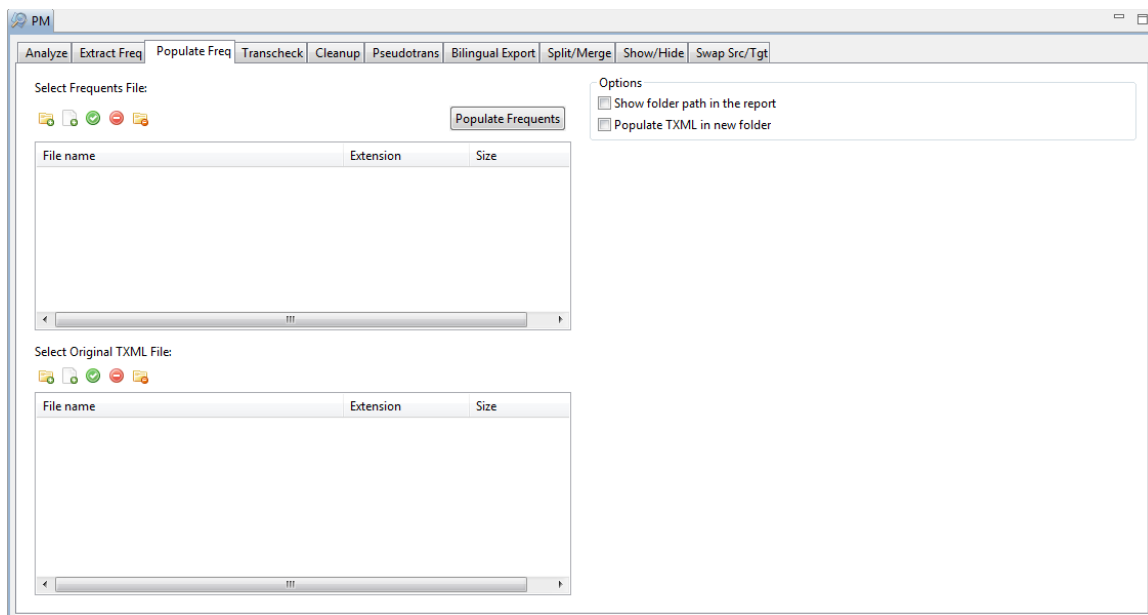 PM
Analyze Extract Freq Populate Freq Transcheck Cleanup Pseudotrans Bilingual Export Split/Merge Show/Hide Swap Src/Tgt
Select Frequents File:
Populate Frequents
File name Extension Size
Select Original TXML File:
File name Extension Size
Options
Show folder path in the report
Populate TXML in new folder